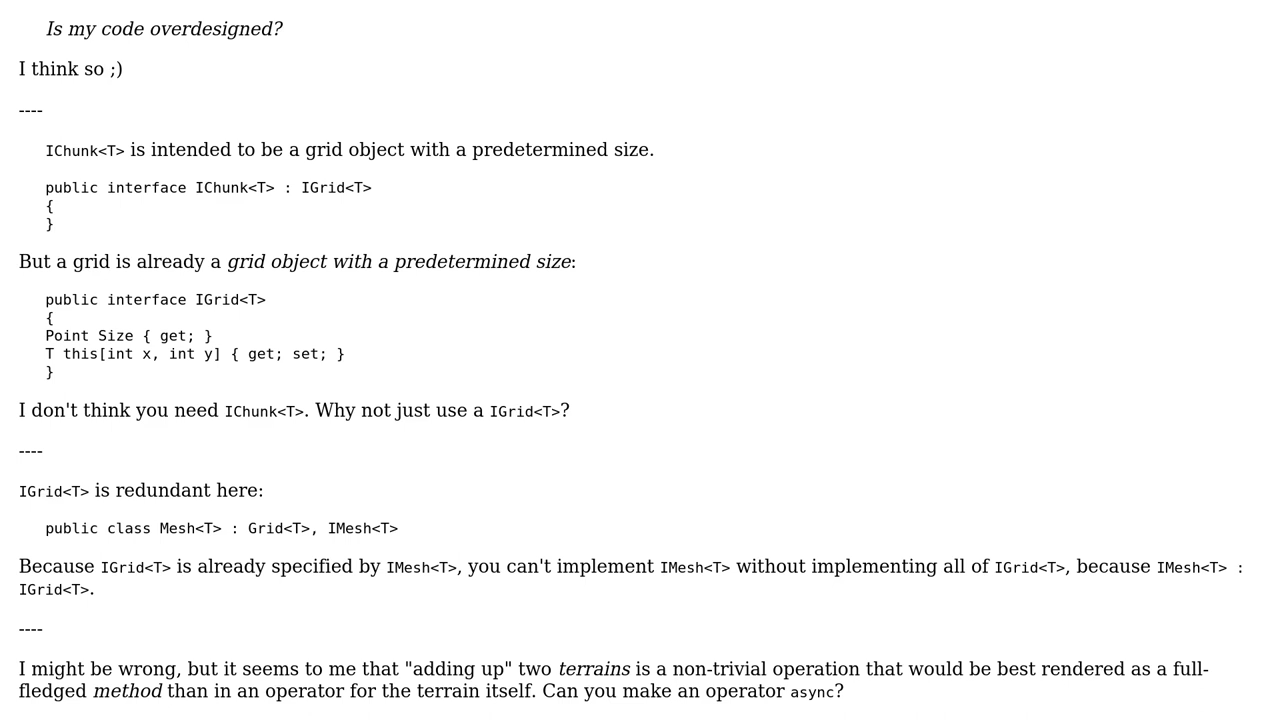 Is my code overdesigned?
I think so ;)
----
IChunk<T> is intended to be a grid object with a predetermined size.
public interface IChunk<T> : IGrid<T>
{
}
But a grid is already a grid object with a predetermined size:
public interface IGrid<T>
{
Point Size { get; }
T this[int x, int y] { get; set; }
}
I don't think you need IChunk<T>. Why not just use a IGrid<T>?
----
IGrid<T> is redundant here:
public class Mesh<T> : Grid<T>, IMesh<T>
Because IGrid<T> is already specified by IMesh<T>, you can't implement IMesh<T> without implementing all of IGrid<T>, because IMesh<T> :
IGrid<T>.
----
I might be wrong, but it seems to me that "adding up" two terrains is a non-trivial operation that would be best rendered as a full-
fledged method than in an operator for the terrain itself. Can you make an operator async?